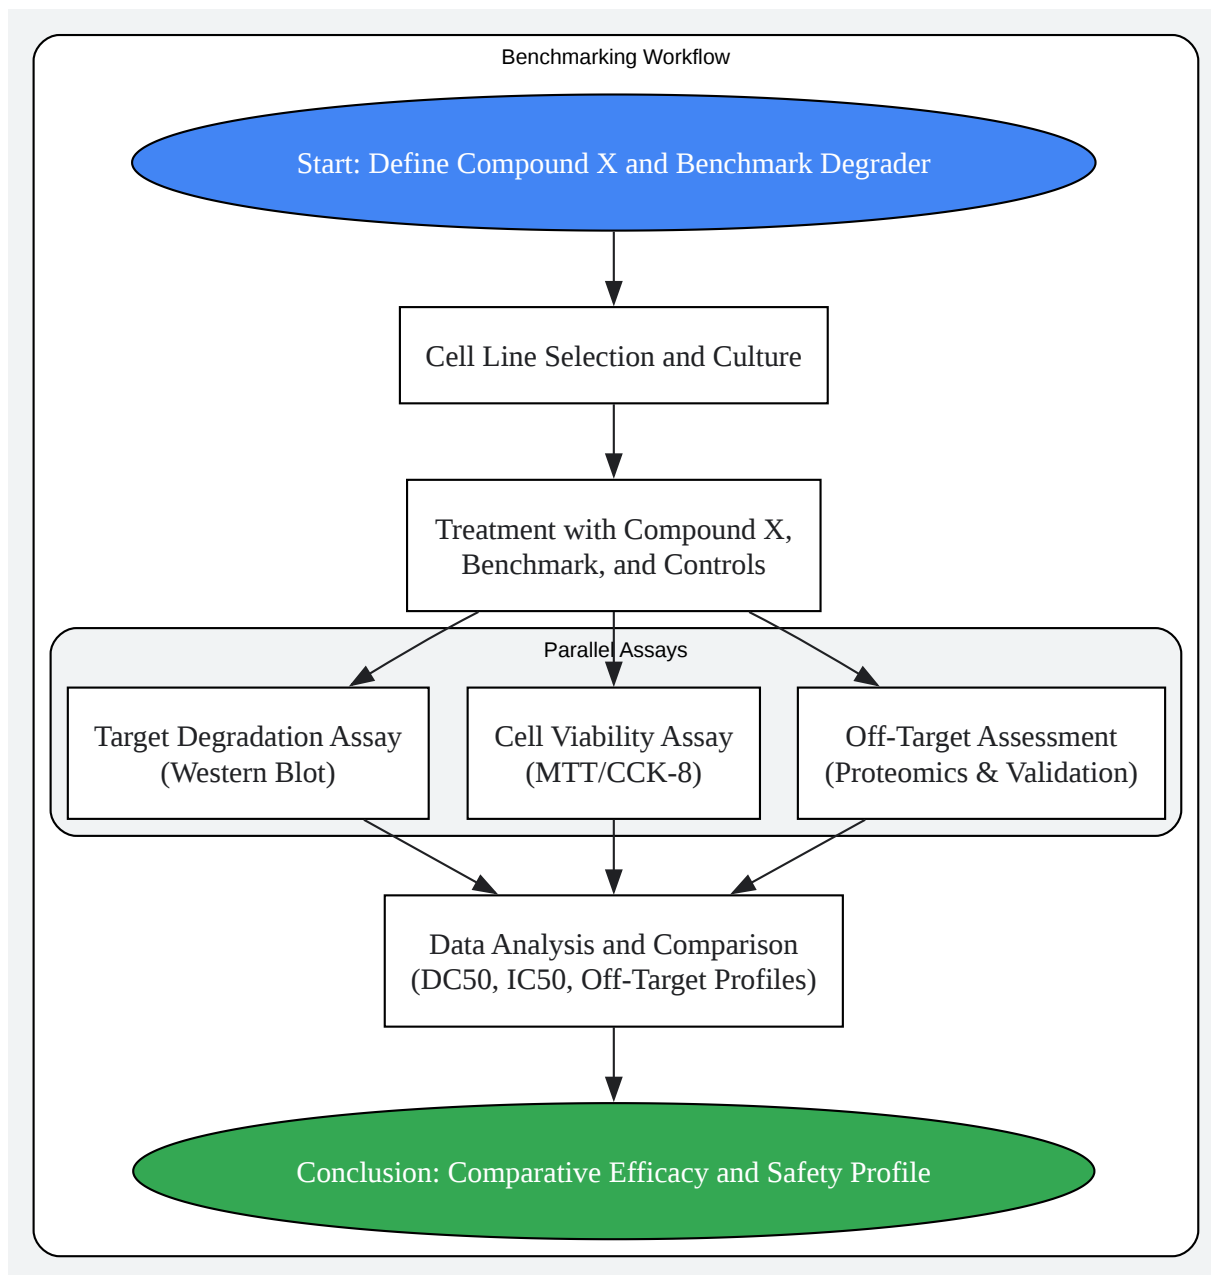 Benchmarking Workflow
Start: Define Compound X and Benchmark Degrader
Cell Line Selection and Culture
Treatment with Compound X,
Benchmark, and Controls
Parallel Assays
Target Degradation Assay
(Western Blot)
Cell Viability Assay
(MTT/CCK-8)
Off-Target Assessment
(Proteomics & Validation)
Data Analysis and Comparison
(DC50, IC50, Off-Target Profiles)
Conclusion: Comparative Efficacy and Safety Profile